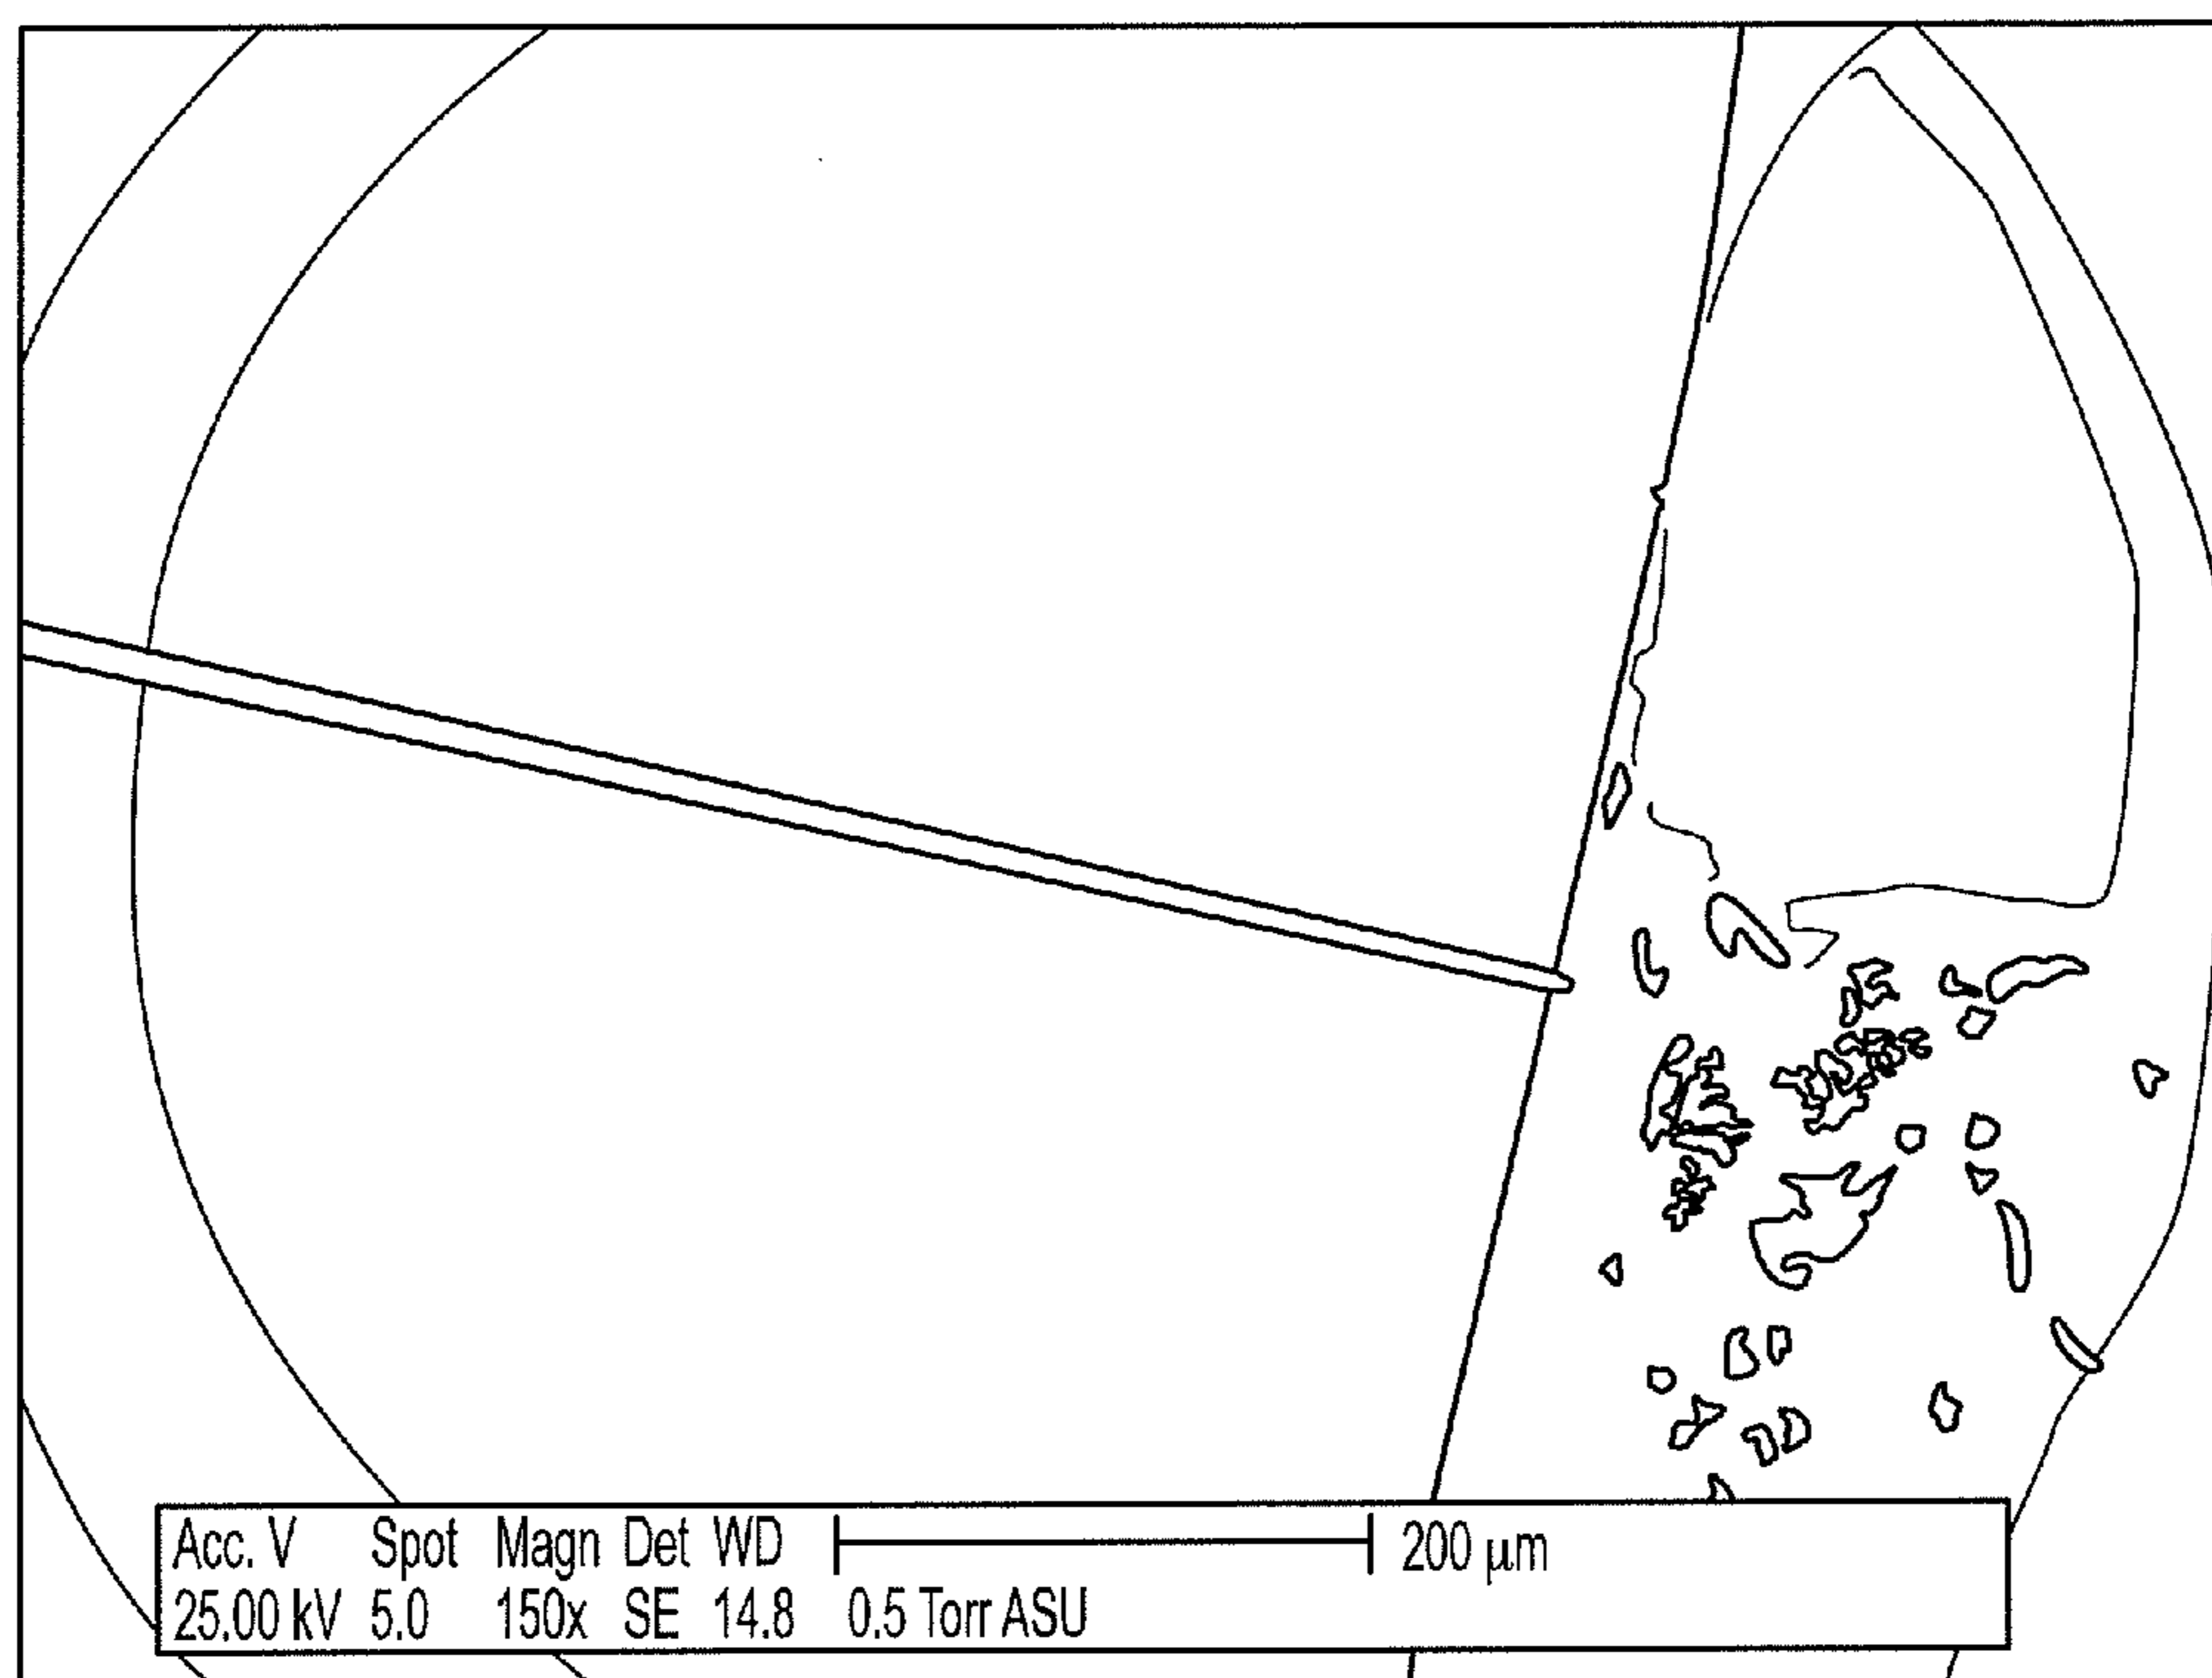 Acc. V Spot Magn Det WD 200 μm
25.00 kV 5.0 150x SE 14.8 0.5 Torr ASU